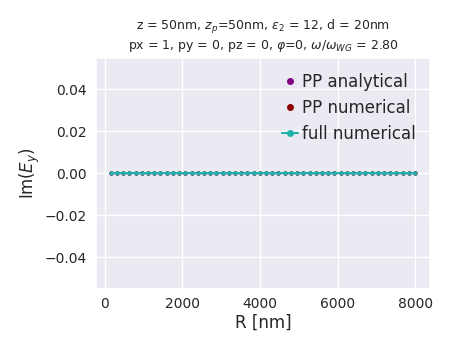 z = 50nm, z_p=50nm, ε_2 = 12, d = 20nm
px = 1, py = 0, pz = 0, φ=0, ω/ω_WG = 2.80
PP analytical
PP numerical
full numerical
0.04
0.02
0.00
−0.02
−0.04
Im(E_y)
0 2000 4000 6000 8000
R [nm]